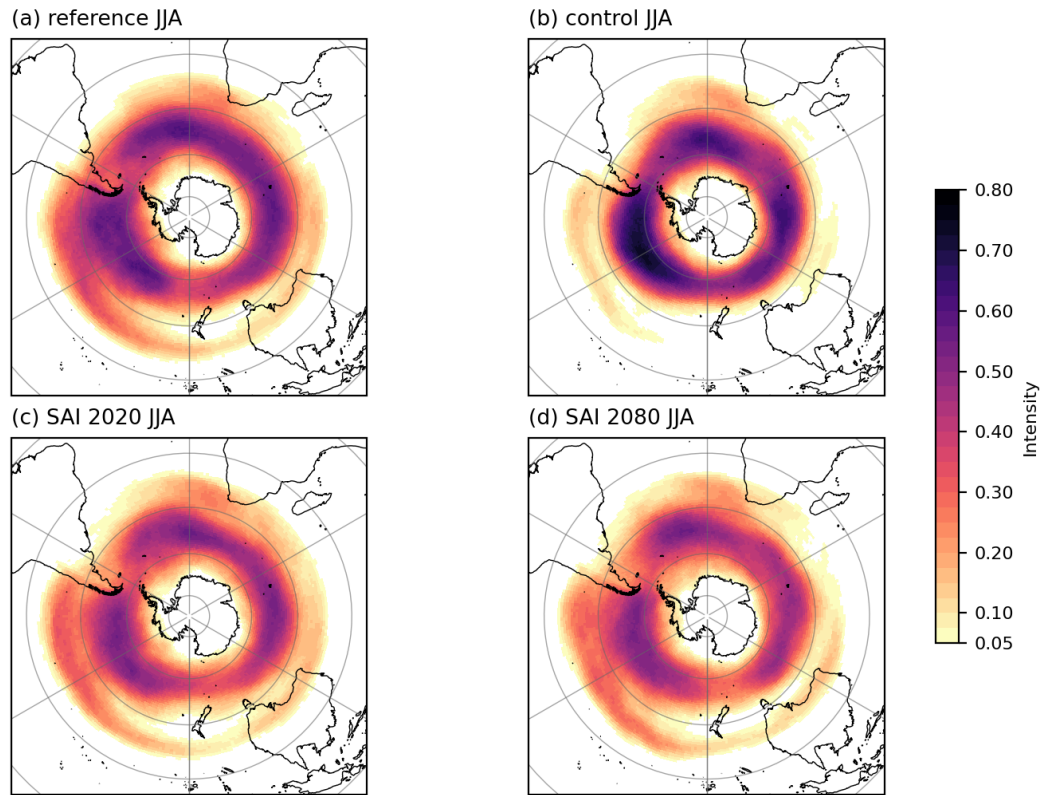 (a) reference JJA
(b) control JJA
(c) SAI 2020 JJA
(d) SAI 2080 JJA
0.80
0.70
0.60
0.50
0.40
0.30
0.20
0.10
0.05
Intensity